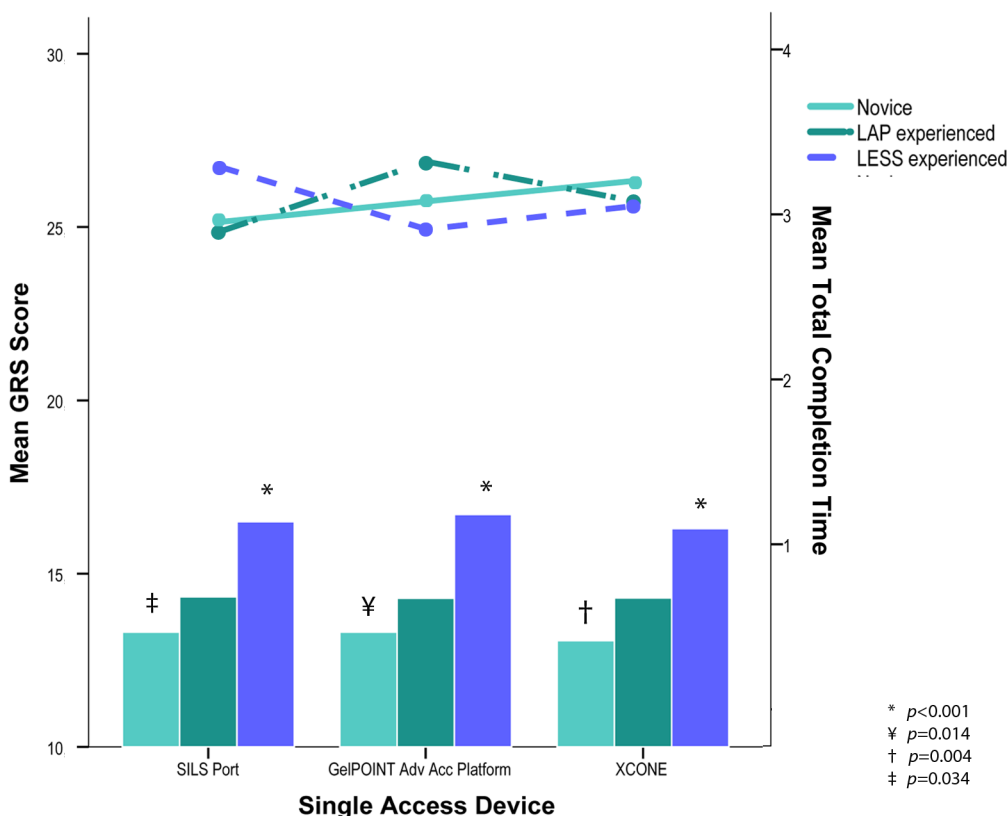 30
25
20
15
10
Mean GRS Score
4
3
2
1
Mean Total Completion Time
Novice
LAP experienced
LESS experienced
*
*
*
‡
¥
†
SILS Port
GelPOINT Adv Acc Platform
XCONE
Single Access Device
* p<0.001
¥ p=0.014
† p=0.004
‡ p=0.034